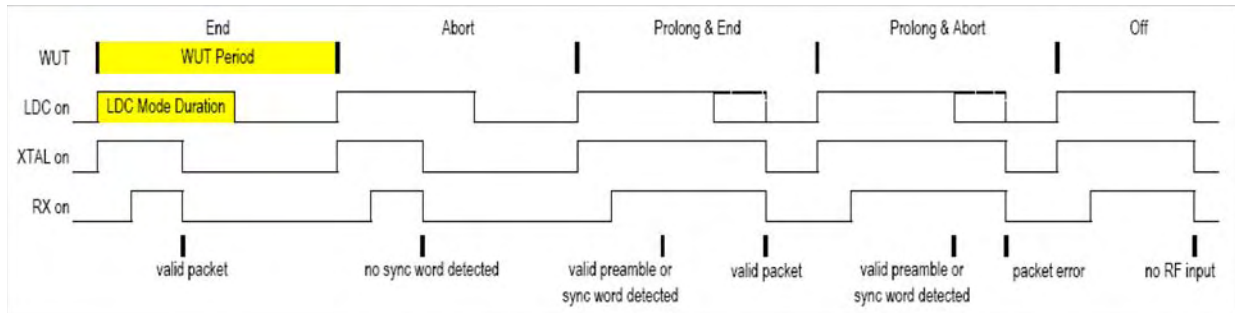 End
Abort
Prolong & End
Prolong & Abort
Off
WUT
WUT Period
LDC on
LDC Mode Duration
XTAL on
RX on
valid packet
no sync word detected
valid preamble or
sync word detected
valid packet
valid preamble or
sync word detected
packet error
no RF input